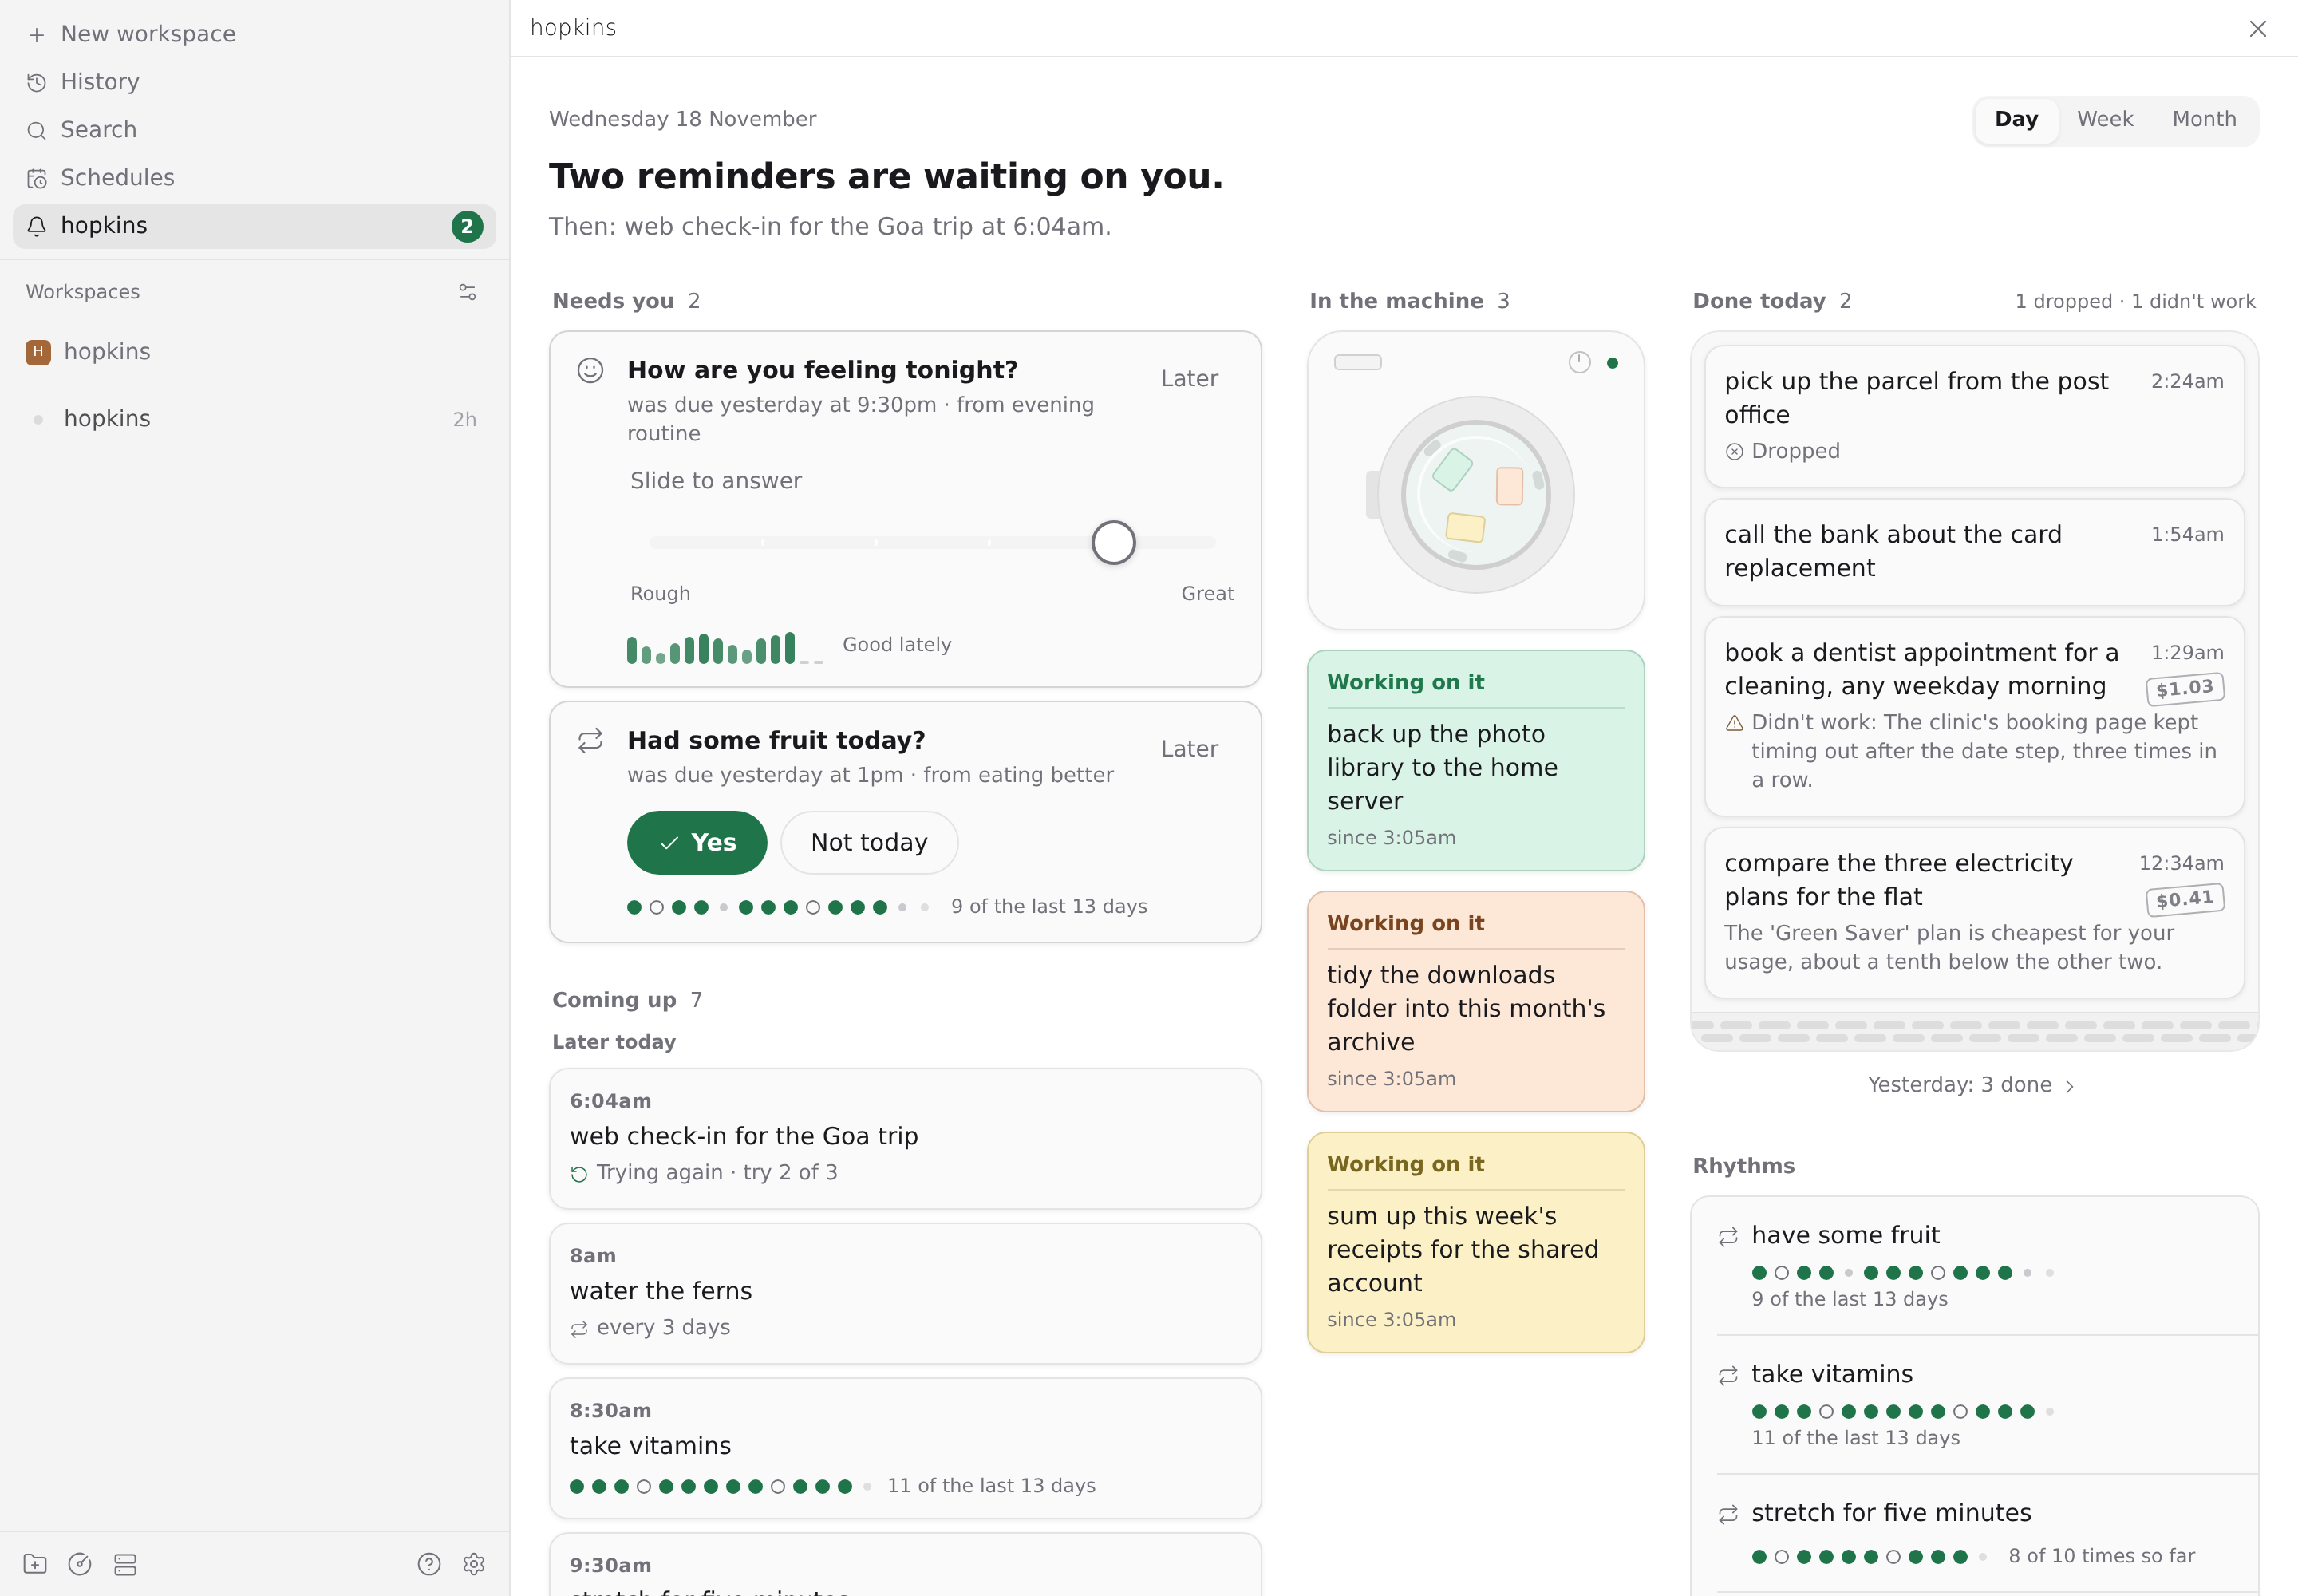 New workspace
History
Search
Schedules
hopkins
2
Workspaces
H
hopkins
hopkins
2h
hopkins
Wednesday 18 November
Day
Week
Month
Two reminders are waiting on you.
Then: web check-in for the Goa trip at 6:04am.
Needs you 2
How are you feeling tonight?
Later
was due yesterday at 9:30pm · from evening
routine
Slide to answer
Rough
Great
Good lately
Had some fruit today?
Later
was due yesterday at 1pm · from eating better
Yes
Not today
9 of the last 13 days
Coming up 7
Later today
6:04am
web check-in for the Goa trip
Trying again · try 2 of 3
8am
water the ferns
every 3 days
8:30am
take vitamins
11 of the last 13 days
9:30am
In the machine 3
Working on it
back up the photo
library to the home
server
since 3:05am
Working on it
tidy the downloads
folder into this month's
archive
since 3:05am
Working on it
sum up this week's
receipts for the shared
account
since 3:05am
Done today 2
1 dropped · 1 didn't work
pick up the parcel from the post
office
2:24am
Dropped
call the bank about the card
replacement
1:54am
book a dentist appointment for a
cleaning, any weekday morning
1:29am
$1.03
Didn't work: The clinic's booking page kept
timing out after the date step, three times in
a row.
compare the three electricity
plans for the flat
12:34am
$0.41
The 'Green Saver' plan is cheapest for your
usage, about a tenth below the other two.
Yesterday: 3 done
Rhythms
have some fruit
9 of the last 13 days
take vitamins
11 of the last 13 days
stretch for five minutes
8 of 10 times so far